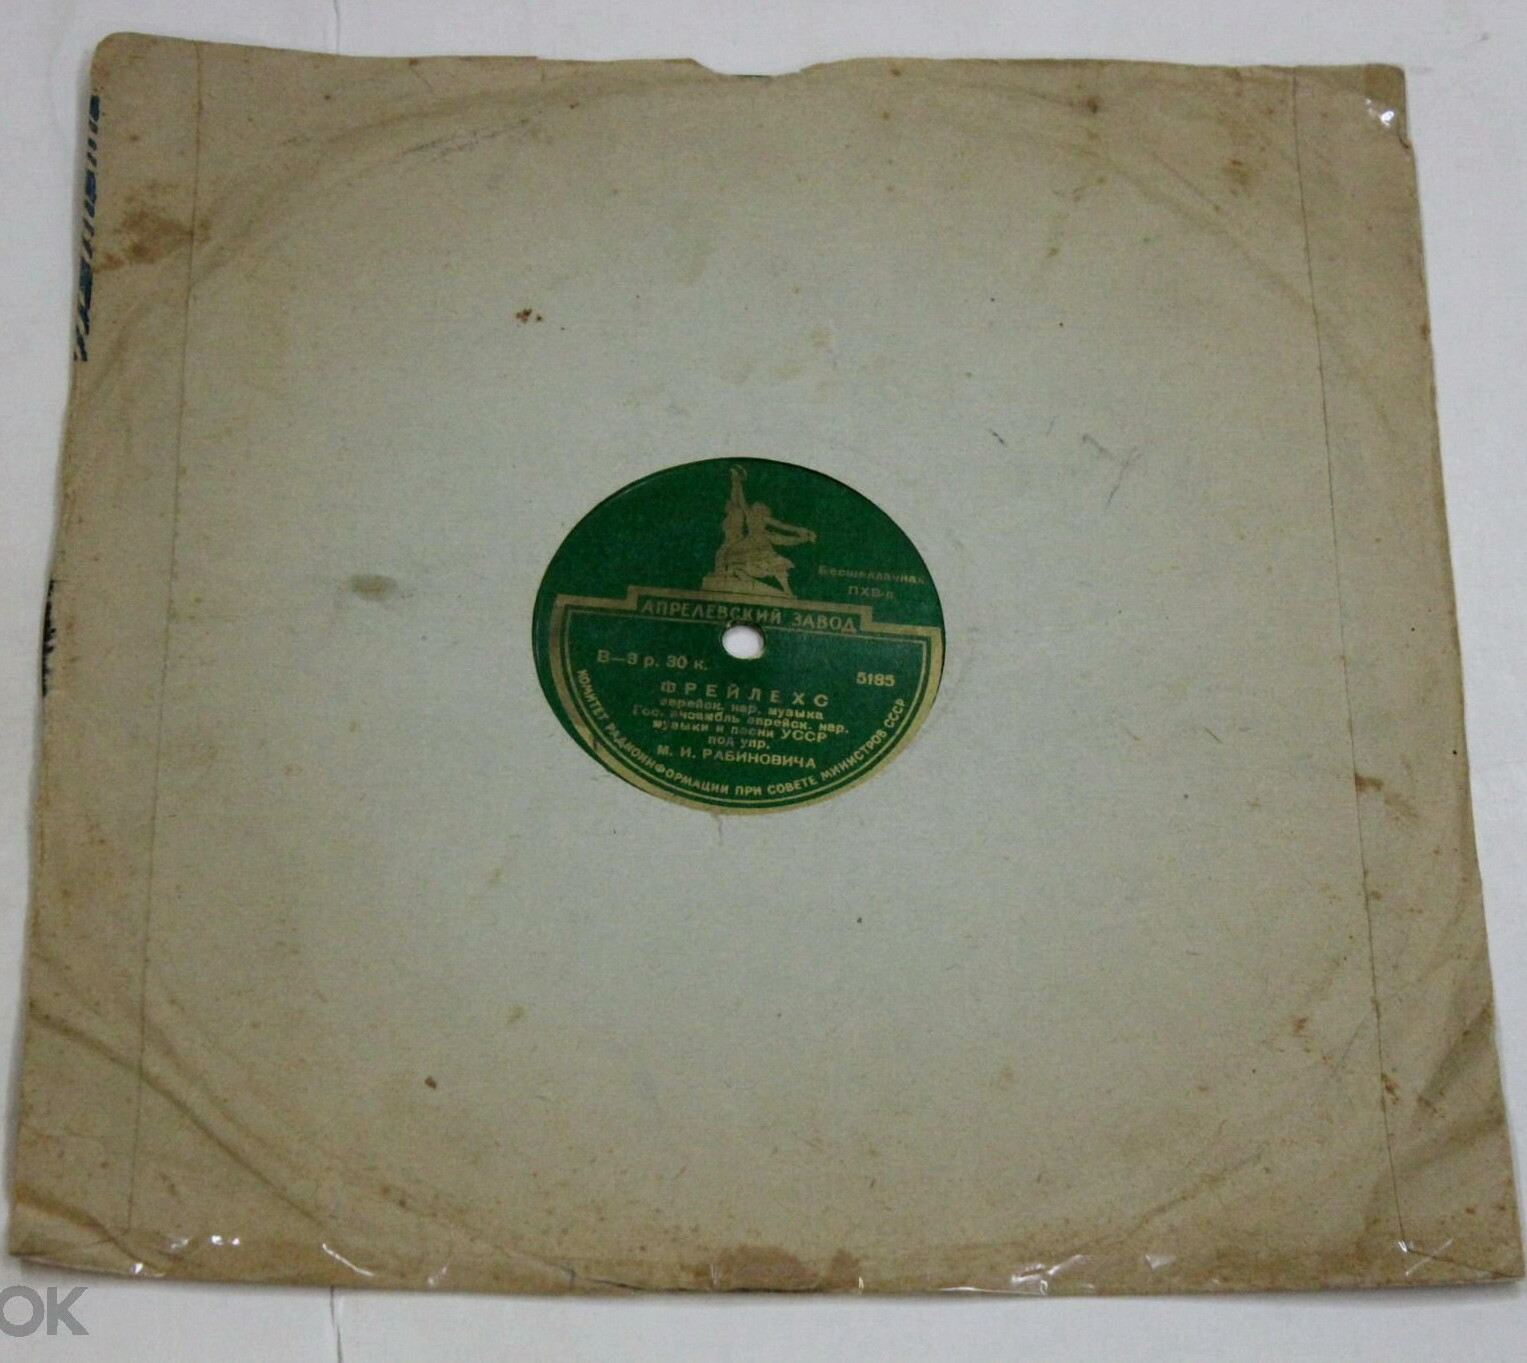 Бесшеллачная
ПХВ-п
АПРЕЛЕВСКИЙ ЗАВОД
В—3 р. 30 к.
5185
ФРЕЙЛЕХС
еврейск. нар. музыка
Гос. ансамбль еврейск. нар.
музыки и песни УССР
под упр.
М. И. РАБИНОВИЧА
КОМИТЕТ РАДИОИНФОРМАЦИИ ПРИ СОВЕТЕ МИНИСТРОВ СССР
OK